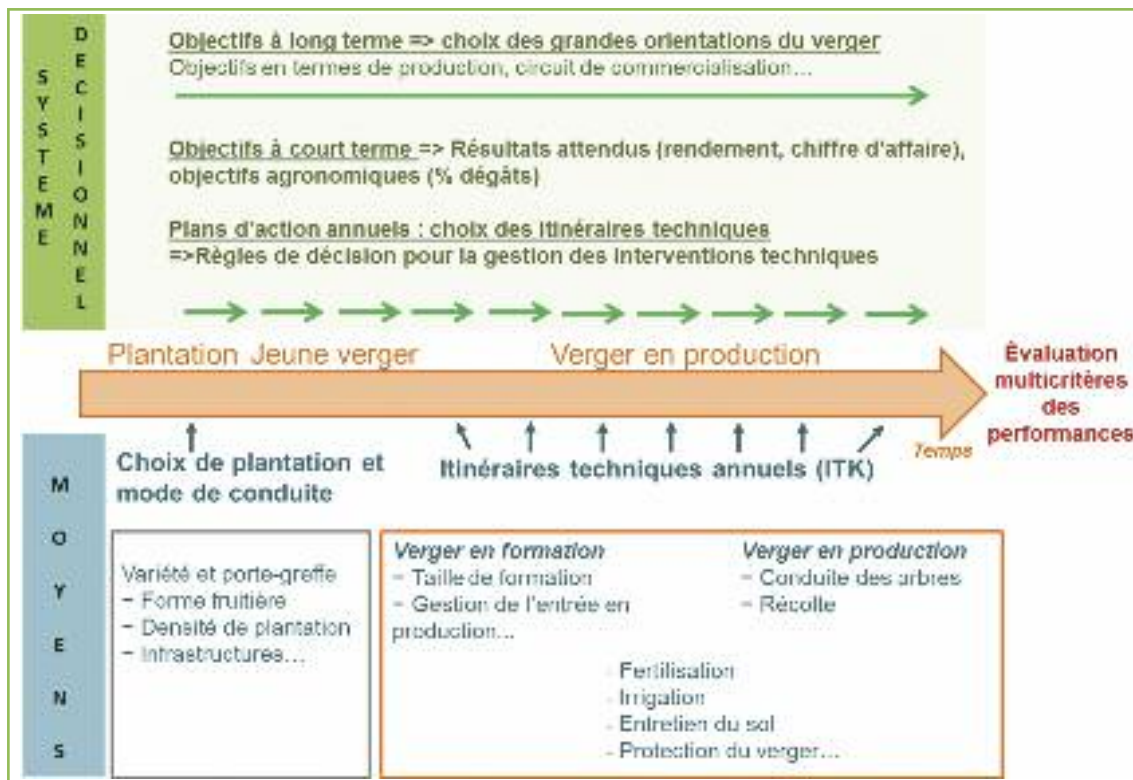 SYSTEME
DECISIONNEL
Objectifs à long terme => choix des grandes orientations du verger
Objectifs en termes de production, circuit de commercialisation...
Objectifs à court terme => Résultats attendus (rendement, chiffre d'affaire),
objectifs agronomiques (% dégâts)
Plans d'action annuels : choix des itinéraires techniques
=>Règles de décision pour la gestion des interventions techniques
Plantation Jeune verger
Verger en production
Évaluation
multicritères
des
performances
Temps
MOYENS
Choix de plantation et
mode de conduite
Itinéraires techniques annuels (ITK)
Variété et porte-greffe
- Forme fruitière
- Densité de plantation
- Infrastructures...
Verger en formation
- Taille de formation
- Gestion de l'entrée en
production...
Verger en production
- Conduite des arbres
- Récolte
- Fertilisation
- Irrigation
- Entretien du sol
- Protection du verger...